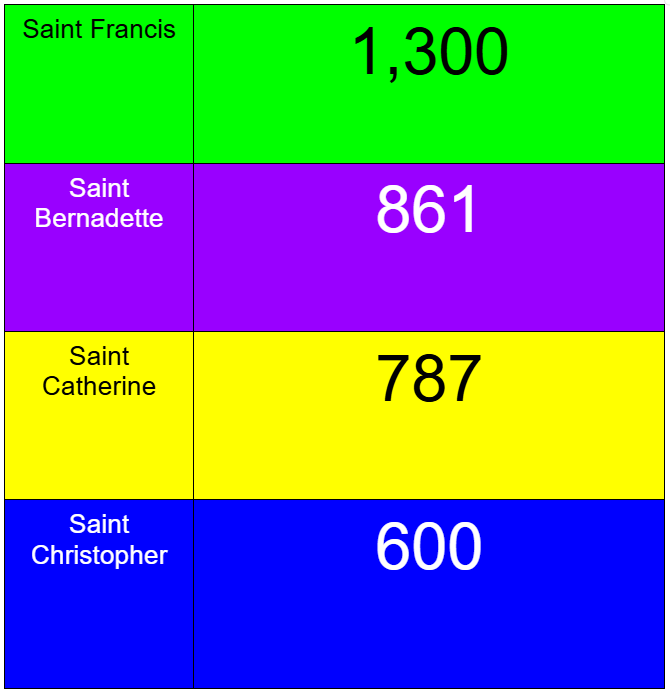 Saint Francis
1,300
Saint
Bernadette
861
Saint
Catherine
787
Saint
Christopher
600